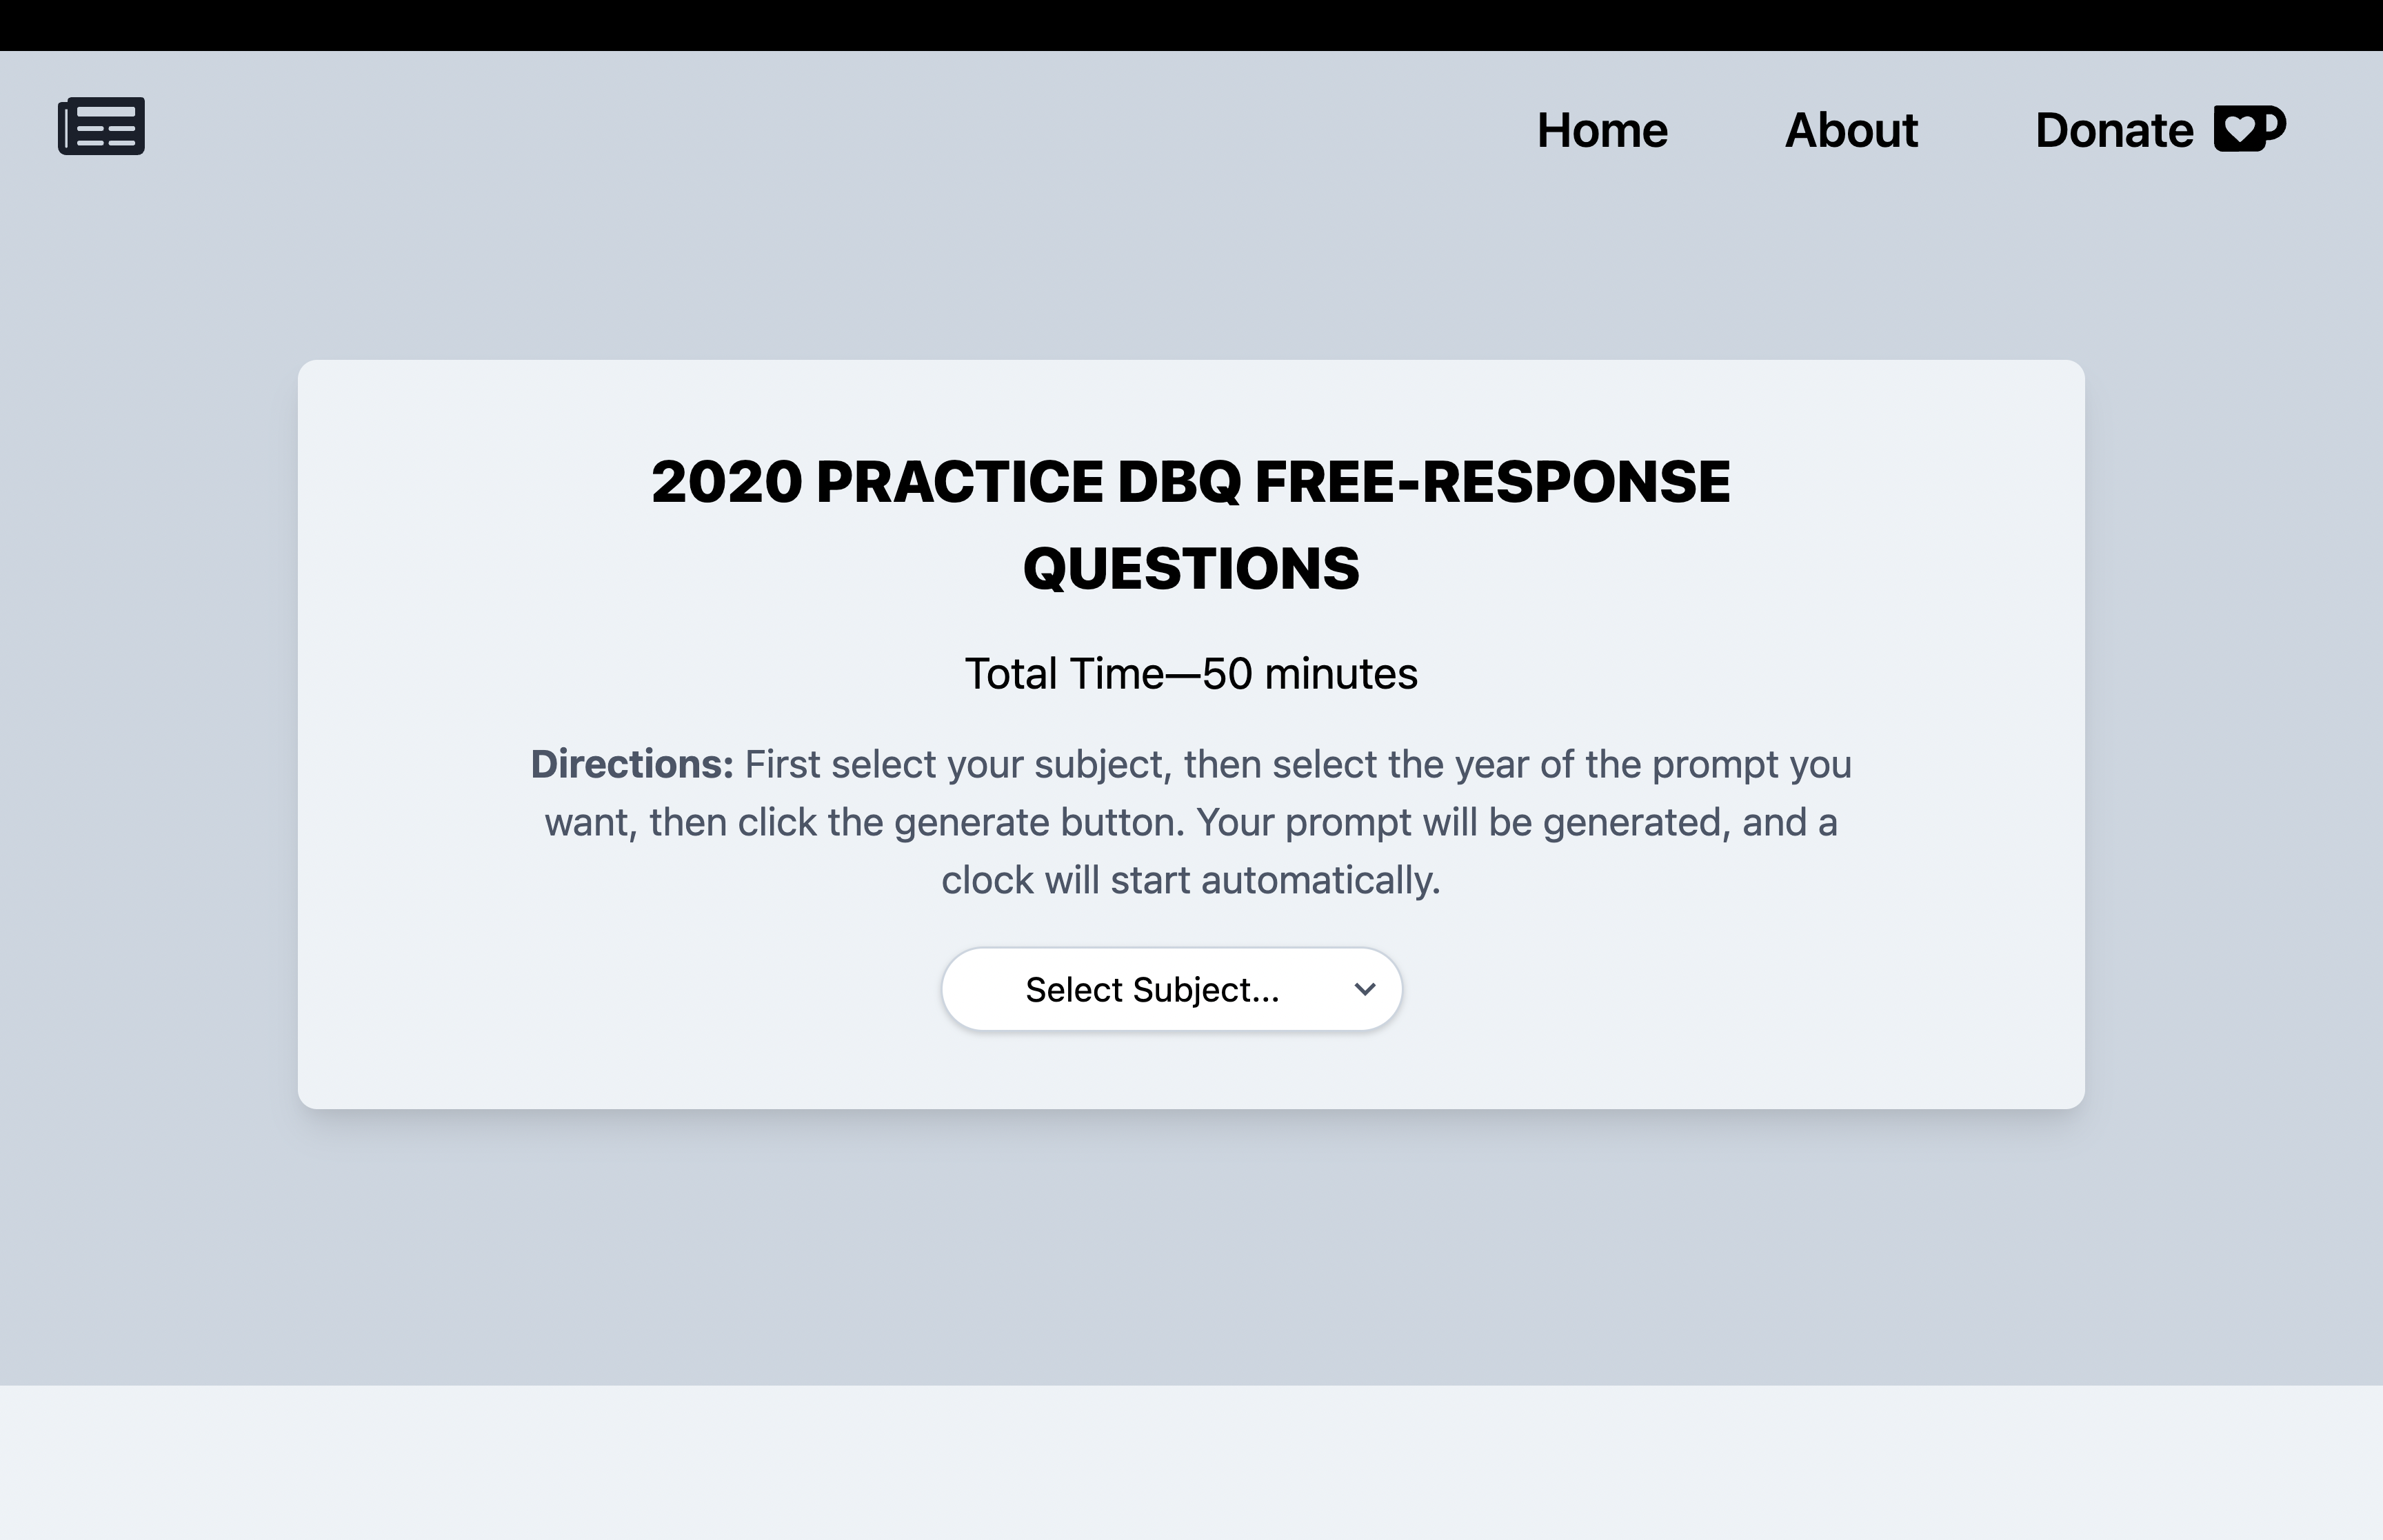 Home About Donate
2020 PRACTICE DBQ FREE-RESPONSE
QUESTIONS
Total Time—50 minutes
Directions: First select your subject, then select the year of the prompt you
want, then click the generate button. Your prompt will be generated, and a
clock will start automatically.
Select Subject...